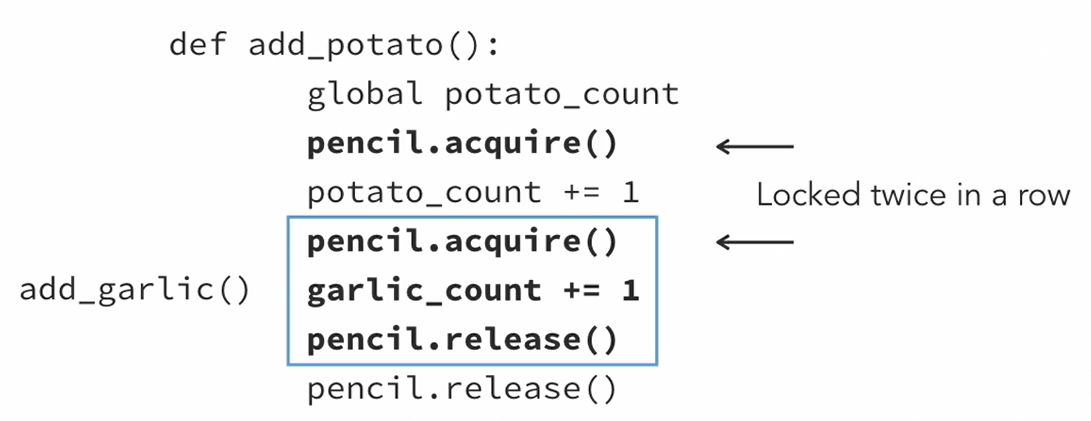 def add_potato():
global potato_count
pencil.acquire()
potato_count += 1
Locked twice in a row
pencil.acquire()
add_garlic()
garlic_count += 1
pencil.release()
pencil.release()